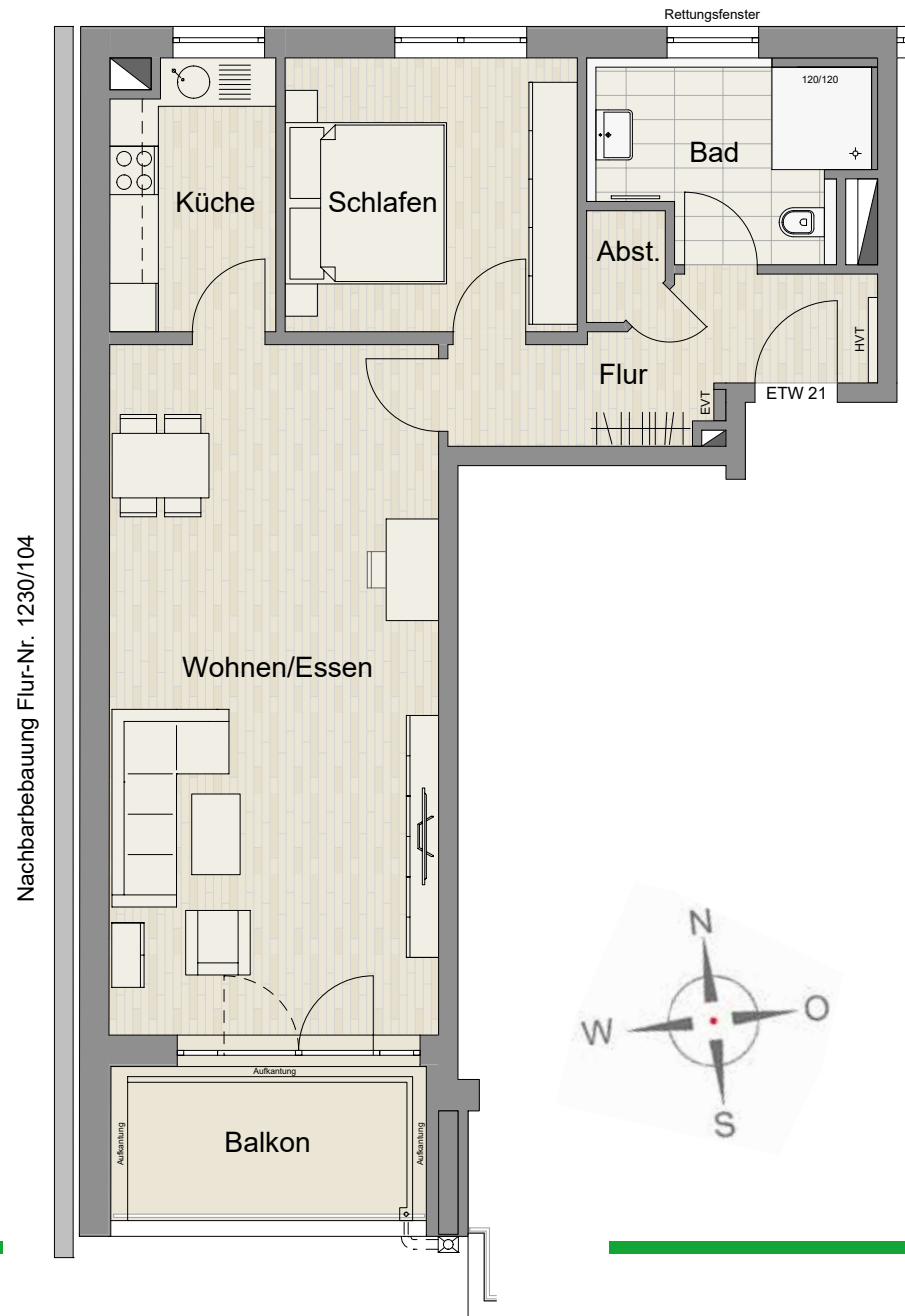 Rettungsfenster
120/120
Bad
Küche
Schlafen
Abst.
HVT
Flur
EVT
ETW 21
Nachbarbebauung Flur-Nr. 1230/104
Wohnen/Essen
N
W
O
S
Aufkantung
Aufkantung
Aufkantung
Balkon